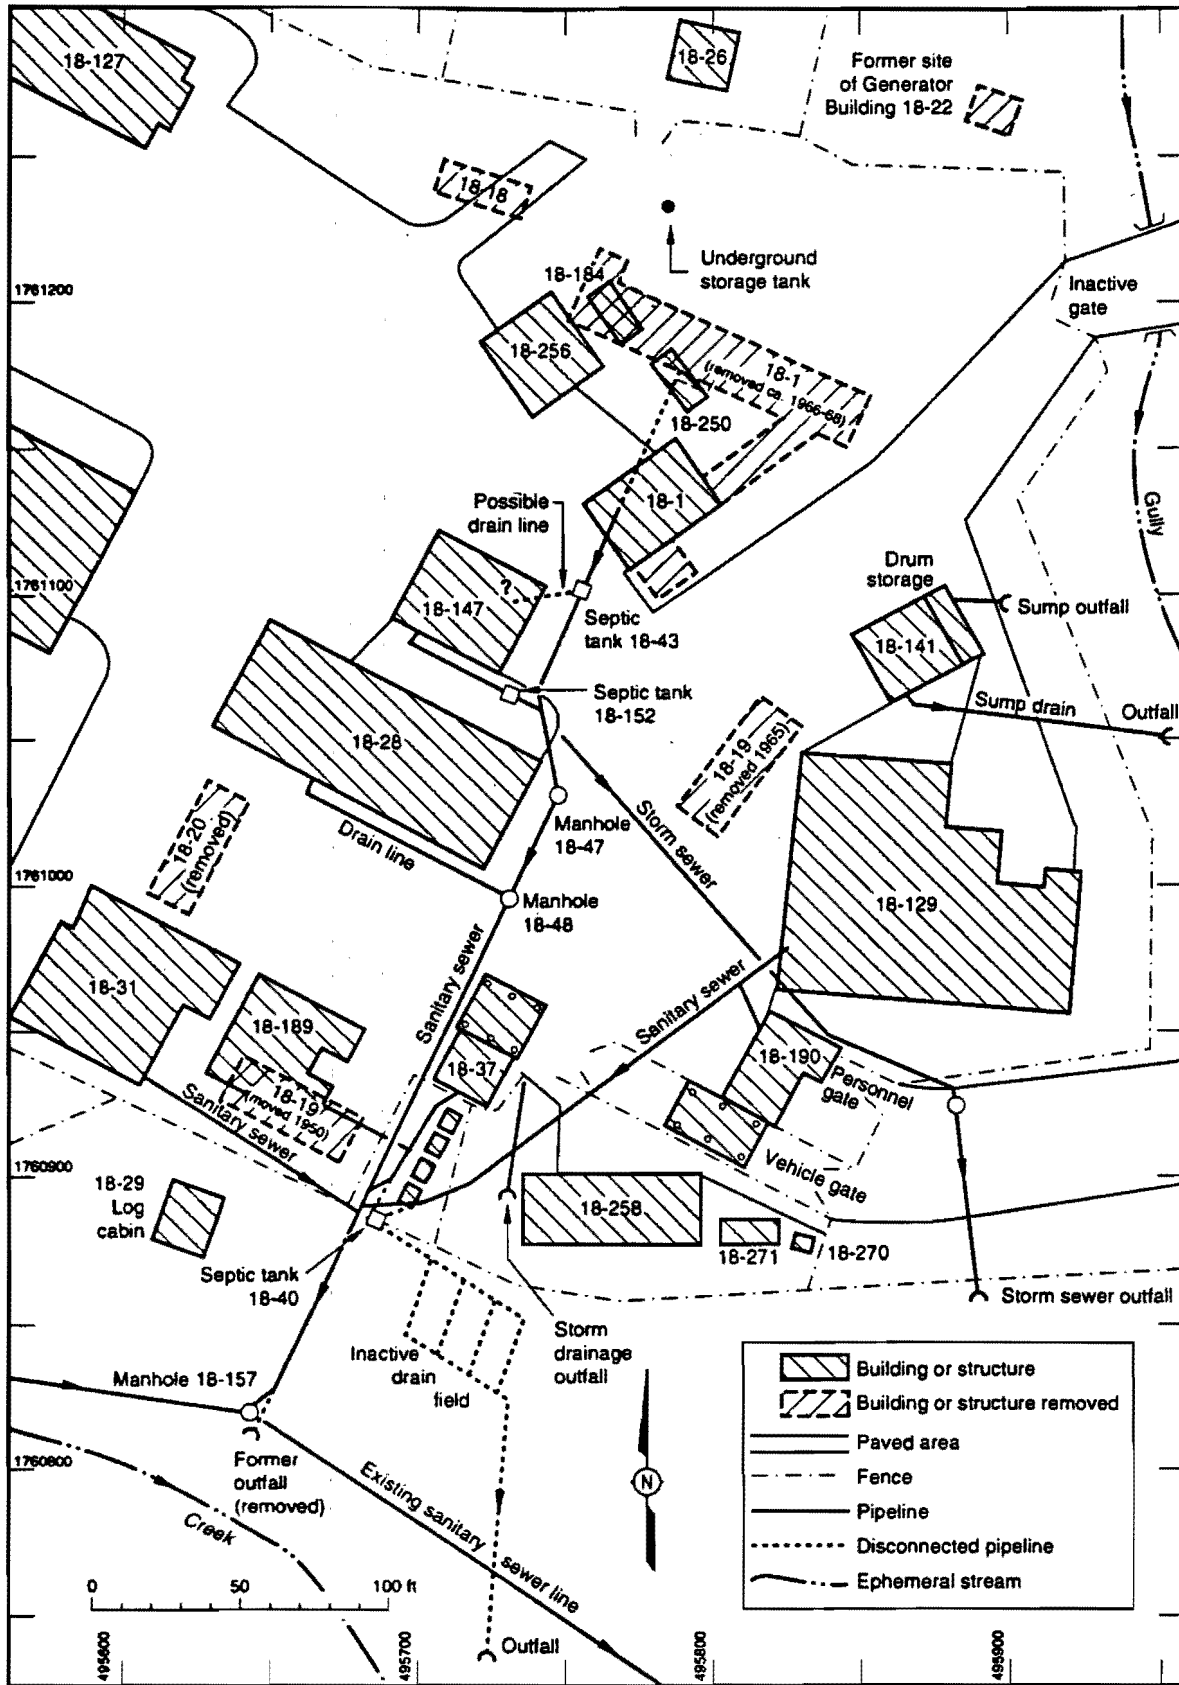 18-127
18-26
Former site
of Generator
Building 18-22
18-18
Underground
storage tank
Inactive
gate
1761200
18-184
18-256
18-1
(removed ca. 1966-68)
18-250
Gully
Possible
drain line
18-1
Drum
storage
1761100
?
18-147
Septic
tank 18-43
Sump outfall
18-141
Septic tank
18-152
Sump drain
Outfall
18-28
18-19
(removed 1965)
18-20
(removed)
Drain line
Manhole
18-47
Storm sewer
1761000
Manhole
18-48
18-129
18-31
Sanitary sewer
Sanitary sewer
18-189
18-37
18-190
Personnel
gate
18-19
(moved 1950)
Sanitary sewer
1760900
Vehicle gate
18-29
Log
cabin
18-258
18-271
18-270
Septic tank
18-40
Storm sewer outfall
Inactive
drain
field
Storm
drainage
outfall
Manhole 18-157
Building or structure
Building or structure removed
Paved area
Fence
Pipeline
Disconnected pipeline
Ephemeral stream
1760800
Former
outfall
(removed)
Existing sanitary sewer line
N
Creek
0 50 100 ft
Outfall
495600
495700
495800
495900